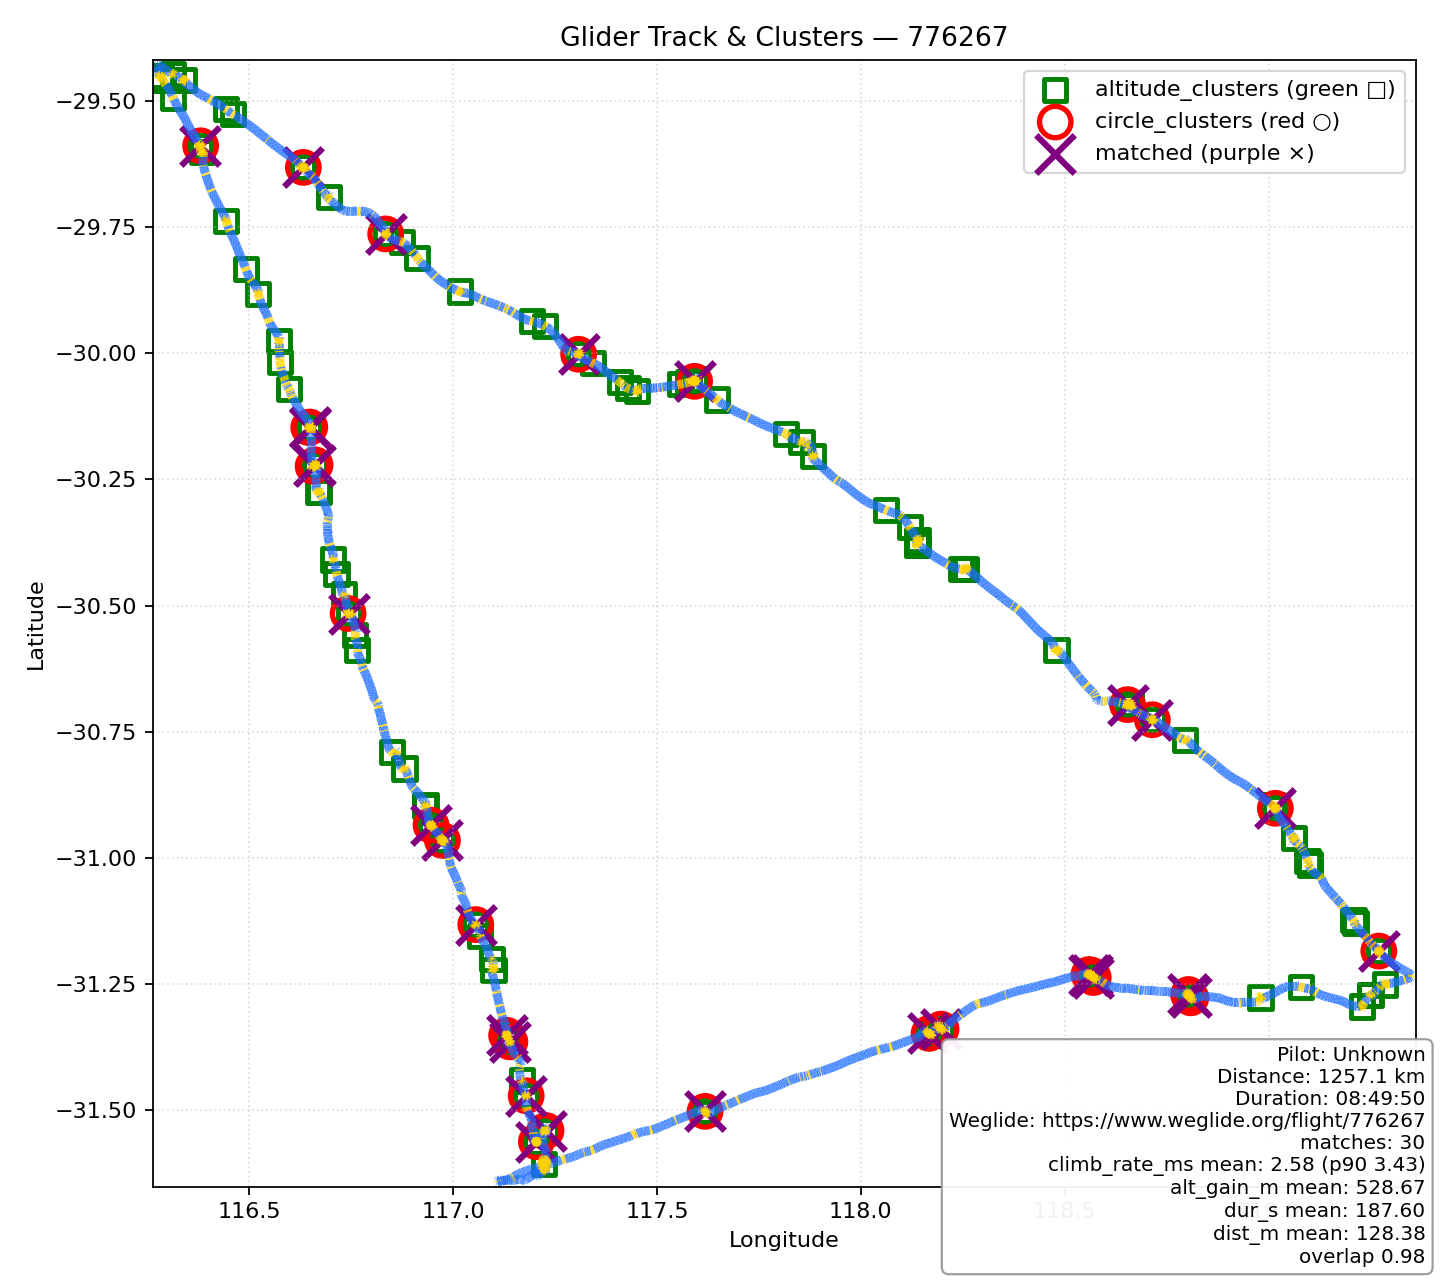 Glider Track & Clusters — 776267
altitude_clusters (green □)
circle_clusters (red ○)
matched (purple ×)
−29.50
−29.75
−30.00
−30.25
−30.50
−30.75
−31.00
−31.25
−31.50
Latitude
116.5
117.0
117.5
118.0
118.5
Longitude
Pilot: Unknown
Distance: 1257.1 km
Duration: 08:49:50
Weglide: https://www.weglide.org/flight/776267
matches: 30
climb_rate_ms mean: 2.58 (p90 3.43)
alt_gain_m mean: 528.67
dur_s mean: 187.60
dist_m mean: 128.38
overlap 0.98